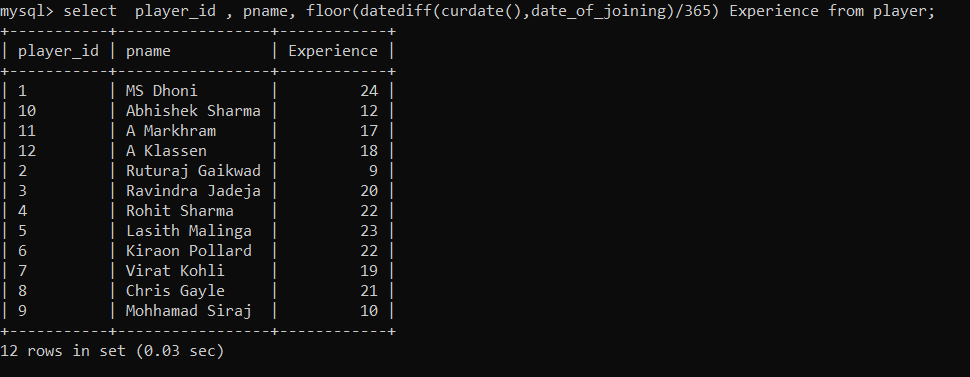 mysql> select  player_id , pname, floor(datediff(curdate(),date_of_joining)/365) Experience from player;
+-----------+-----------------+------------+
| player_id | pname           | Experience |
+-----------+-----------------+------------+
| 1         | MS Dhoni        |         24 |
| 10        | Abhishek Sharma |         12 |
| 11        | A Markhram      |         17 |
| 12        | A Klassen       |         18 |
| 2         | Ruturaj Gaikwad |          9 |
| 3         | Ravindra Jadeja |         20 |
| 4         | Rohit Sharma    |         22 |
| 5         | Lasith Malinga  |         23 |
| 6         | Kiraon Pollard  |         22 |
| 7         | Virat Kohli     |         19 |
| 8         | Chris Gayle     |         21 |
| 9         | Mohhamad Siraj  |         10 |
+-----------+-----------------+------------+
12 rows in set (0.03 sec)